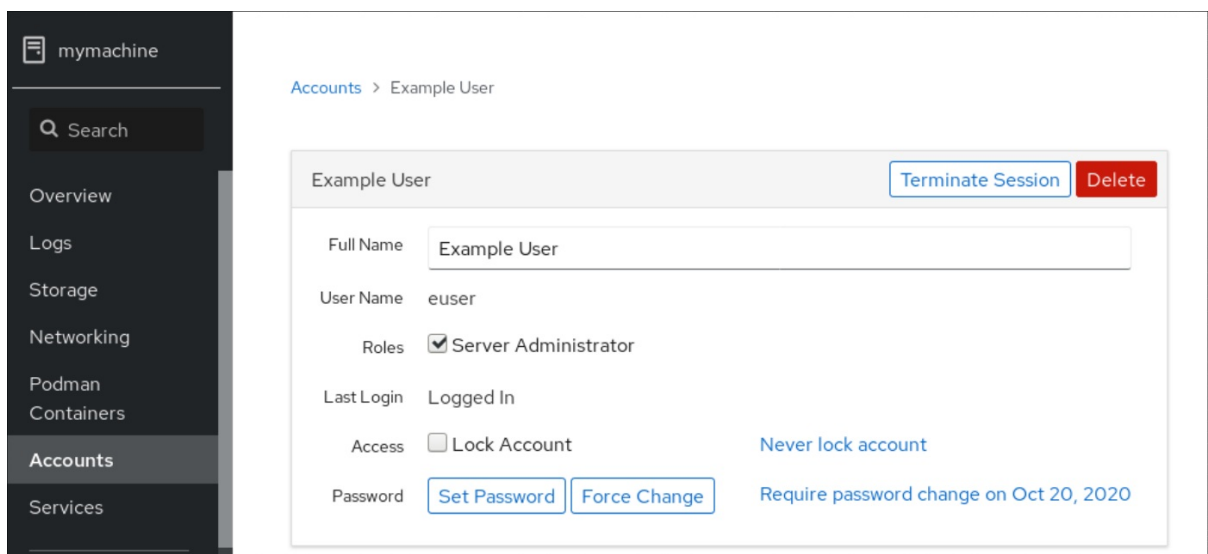 mymachine
Search
Overview
Logs
Storage
Networking
Podman
Containers
Accounts
Services
Accounts > Example User
Example User
Terminate Session
Delete
Full Name
Example User
User Name
euser
Roles
Server Administrator
Last Login
Logged In
Access
Lock Account
Never lock account
Password
Set Password
Force Change
Require password change on Oct 20, 2020